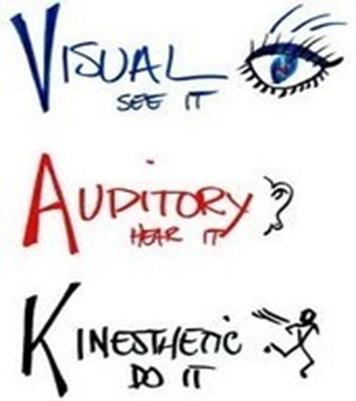 VISUAL
SEE IT
AUDITORY
HEAR IT
KINESTHETIC
DO IT